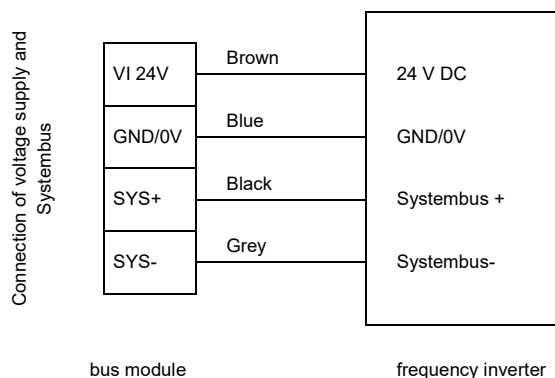 Connection of voltage supply and
Systembus
VI 24V
Brown
24 V DC
GND/0V
Blue
GND/0V
SYS+
Black
Systembus +
SYS-
Grey
Systembus-
bus module
frequency inverter